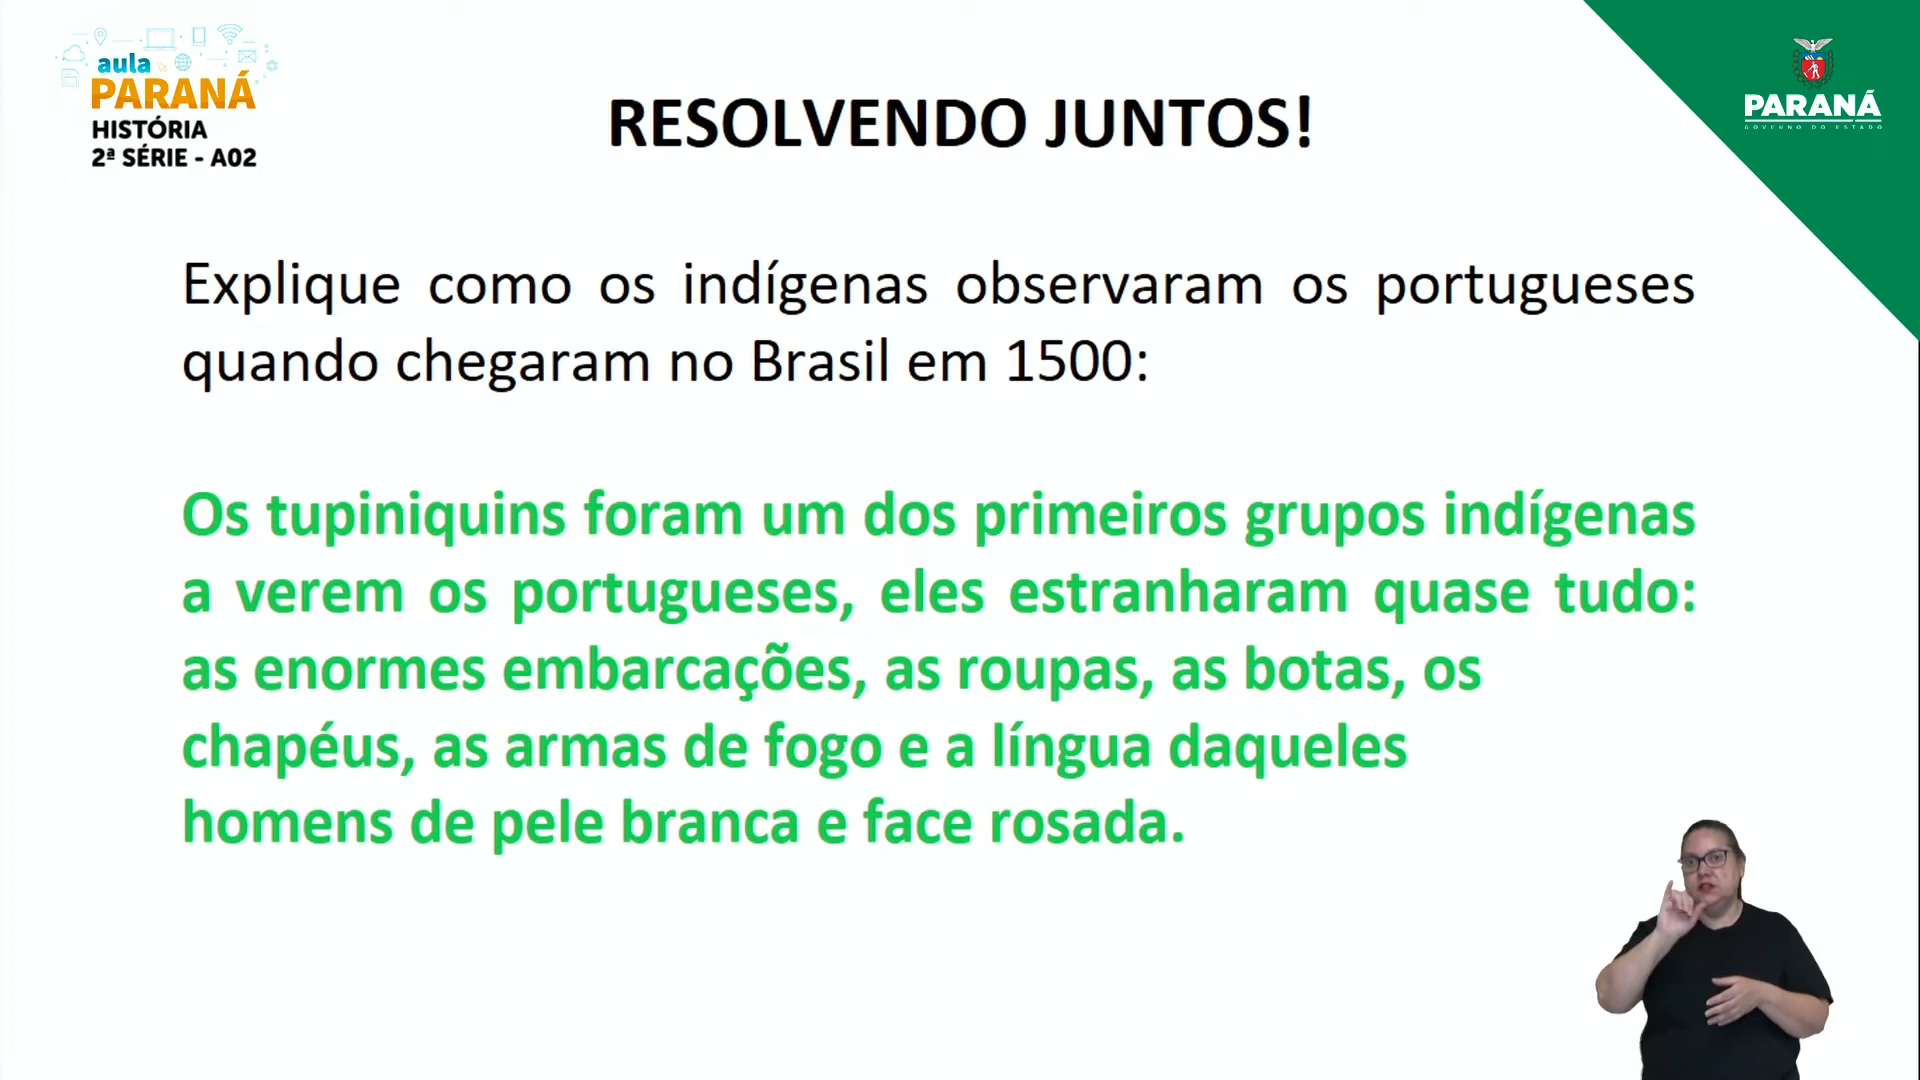 aula
PARANÁ
HISTÓRIA
2ª SÉRIE - A02
RESOLVENDO JUNTOS!
PARANÁ
GOVERNO DO ESTADO
Explique como os indígenas observaram os portugueses
quando chegaram no Brasil em 1500:
Os tupiniquins foram um dos primeiros grupos indígenas
a verem os portugueses, eles estranharam quase tudo:
as enormes embarcações, as roupas, as botas, os
chapéus, as armas de fogo e a língua daqueles
homens de pele branca e face rosada.